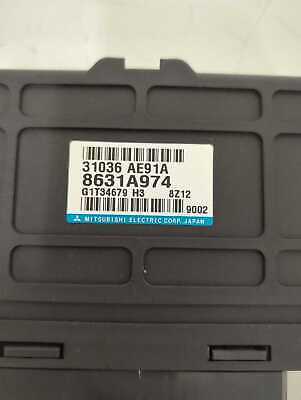 31036 AE91A
8631A974
G1T34679 H3 8Z12
9002
MITSUBISHI ELECTRIC CORP. JAPAN